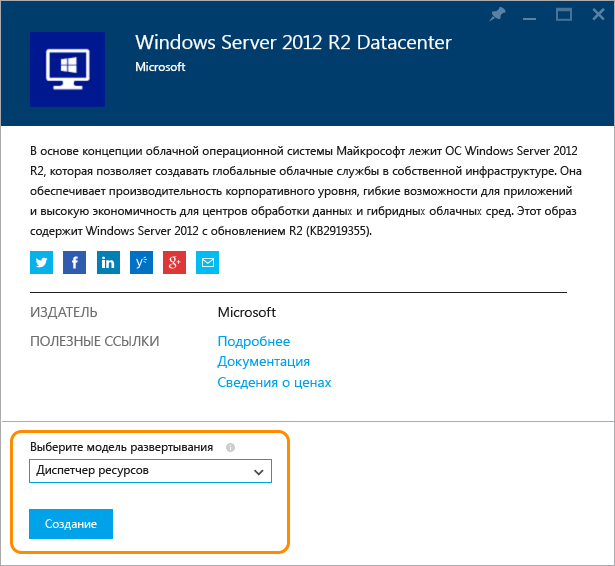 Windows Server 2012 R2 Datacenter
Microsoft
В основе концепции облачной операционной системы Майкрософт лежит ОС Windows Server 2012
R2, которая позволяет создавать глобальные облачные службы в собственной инфраструктуре. Она
обеспечивает производительность корпоративного уровня, гибкие возможности для приложений
и высокую экономичность для центров обработки данных и гибридных облачных сред. Этот образ
содержит Windows Server 2012 с обновлением R2 (KB2919355).
ИЗДАТЕЛЬ Microsoft
ПОЛЕЗНЫЕ ССЫЛКИ Подробнее
Документация
Сведения о ценах
Выберите модель развертывания
Диспетчер ресурсов
Создание